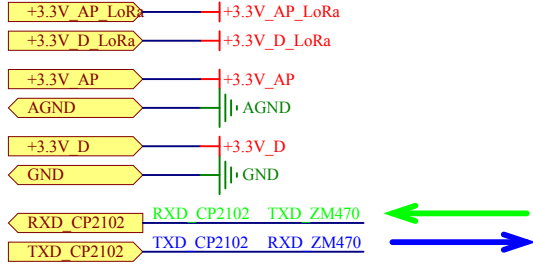 +3.3V_AP_LoRa +3.3V_AP_LoRa
+3.3V_D_LoRa +3.3V_D_LoRa
+3.3V_AP +3.3V_AP
AGND AGND
+3.3V_D +3.3V_D
GND GND
RXD_CP2102 RXD_CP2102 TXD_ZM470
TXD_CP2102 TXD_CP2102 RXD_ZM470